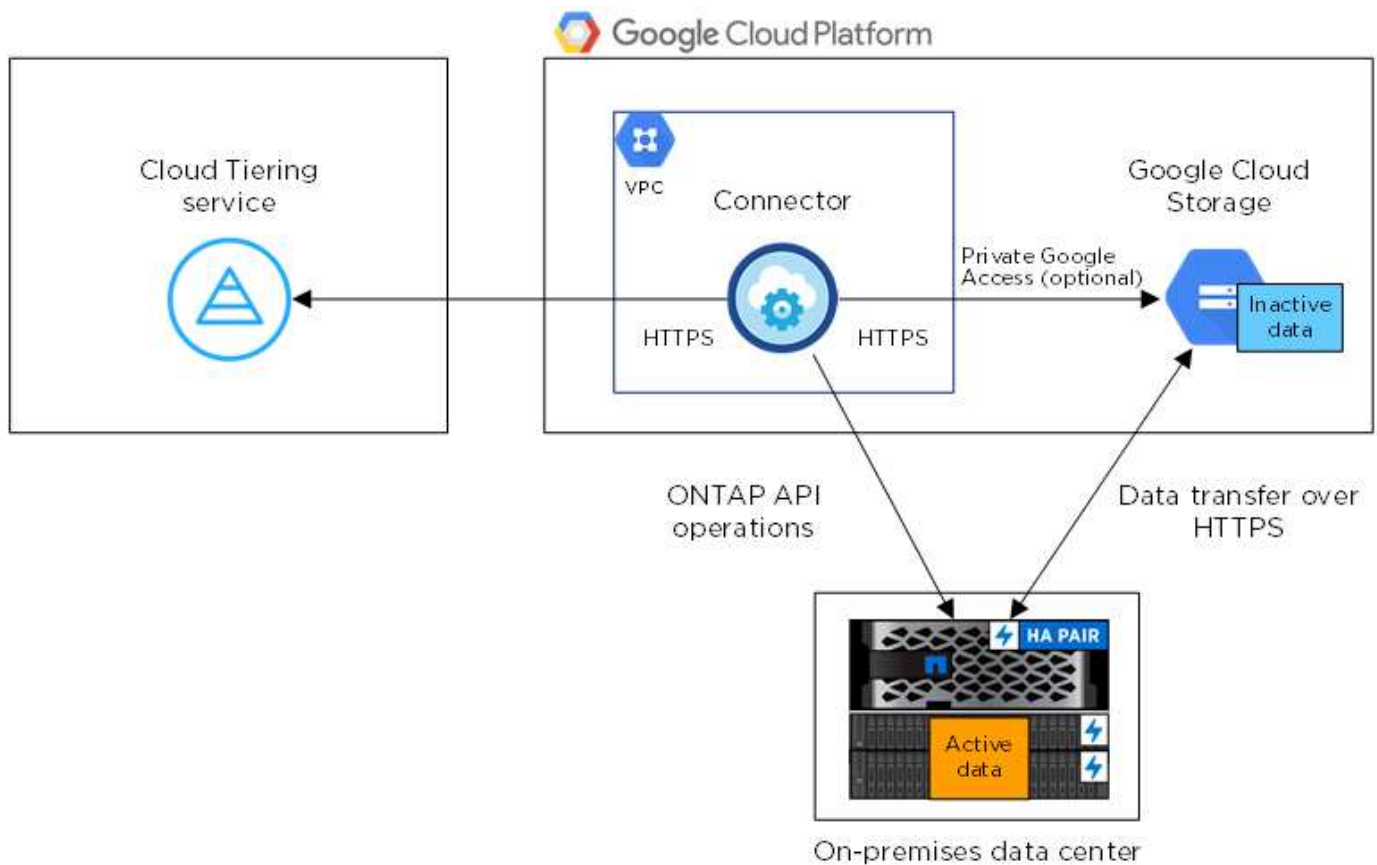 Google Cloud Platform
Cloud Tiering
service
VPC
Connector
Google Cloud
Storage
Private Google
Access (optional)
HTTPS
HTTPS
Inactive
data
ONTAP API
operations
Data transfer over
HTTPS
HA PAIR
Active
data
On-premises data center